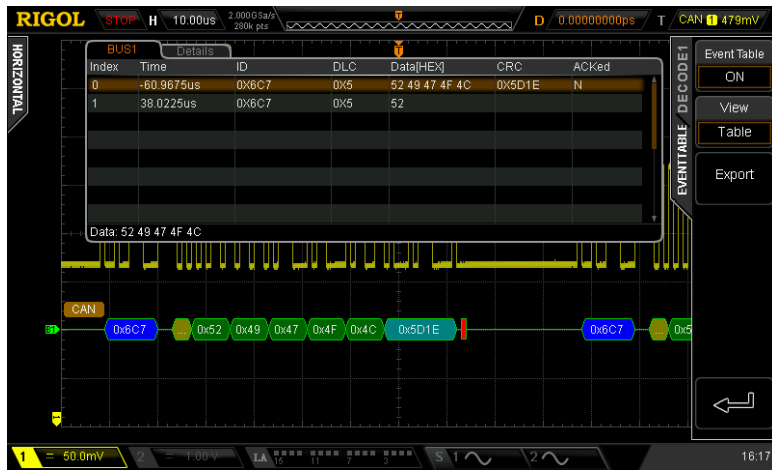 RIGOL STOP H 10.00us 2.000GSa/s 280k pts D 0.00000000ps T CAN 1 479mV
HORIZONTAL
BUS1 Details
Index Time ID DLC Data[HEX] CRC ACKed
0 -60.9675us 0X6C7 0X5 52 49 47 4F 4C 0X5D1E N
1 38.0225us 0X6C7 0X5 52
Data: 52 49 47 4F 4C
EVENTTABLE DECODE1
Event Table
ON
View
Table
Export
CAN
B1 0x6C7 ... 0x52 0x49 0x47 0x4F 0x4C 0x5D1E 0x6C7 ... 0x5
1 = 50.0mV 2 = 1.00 V LA 15 11 7 3 S 1 2 16:17